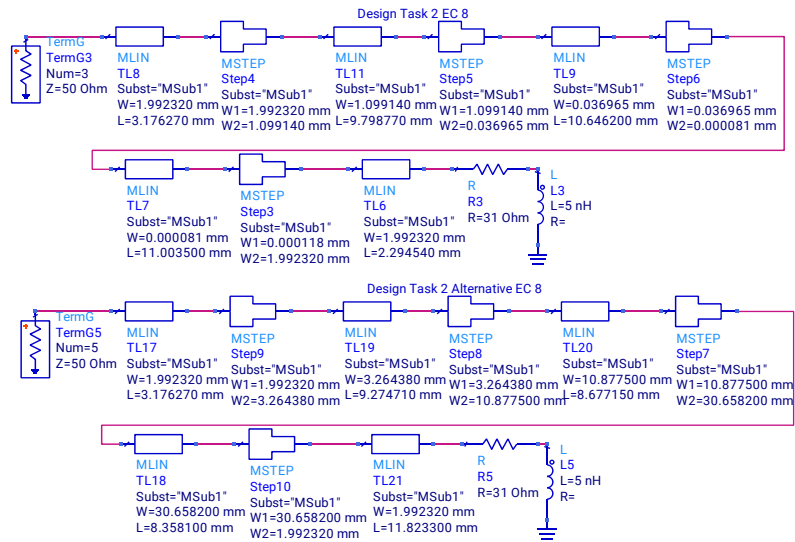 Design Task 2 EC 8
TermG
TermG3
Num=3
Z=50 Ohm
MLIN
TL8
Subst="MSub1"
W=1.992320 mm
L=3.176270 mm
MSTEP
Step4
Subst="MSub1"
W1=1.992320 mm
W2=1.099140 mm
MLIN
TL11
Subst="MSub1"
W=1.099140 mm
L=9.798770 mm
MSTEP
Step5
Subst="MSub1"
W1=1.099140 mm
W2=0.036965 mm
MLIN
TL9
Subst="MSub1"
W=0.036965 mm
L=10.646200 mm
MSTEP
Step6
Subst="MSub1"
W1=0.036965 mm
W2=0.000081 mm
MLIN
TL7
Subst="MSub1"
W=0.000081 mm
L=11.003500 mm
MSTEP
Step3
Subst="MSub1"
W1=0.000118 mm
W2=1.992320 mm
MLIN
TL6
Subst="MSub1"
W=1.992320 mm
L=2.294540 mm
R
R3
R=31 Ohm
L
L3
L=5 nH
R=
Design Task 2 Alternative EC 8
TermG
TermG5
Num=5
Z=50 Ohm
MLIN
TL17
Subst="MSub1"
W=1.992320 mm
L=3.176270 mm
MSTEP
Step9
Subst="MSub1"
W1=1.992320 mm
W2=3.264380 mm
MLIN
TL19
Subst="MSub1"
W=3.264380 mm
L=9.274710 mm
MSTEP
Step8
Subst="MSub1"
W1=3.264380 mm
W2=10.877500 mm
MLIN
TL20
Subst="MSub1"
W=10.877500 mm
L=8.677150 mm
MSTEP
Step7
Subst="MSub1"
W1=10.877500 mm
W2=30.658200 mm
MLIN
TL18
Subst="MSub1"
W=30.658200 mm
L=8.358100 mm
MSTEP
Step10
Subst="MSub1"
W1=30.658200 mm
W2=1.992320 mm
MLIN
TL21
Subst="MSub1"
W=1.992320 mm
L=11.823300 mm
R
R5
R=31 Ohm
L
L5
L=5 nH
R=